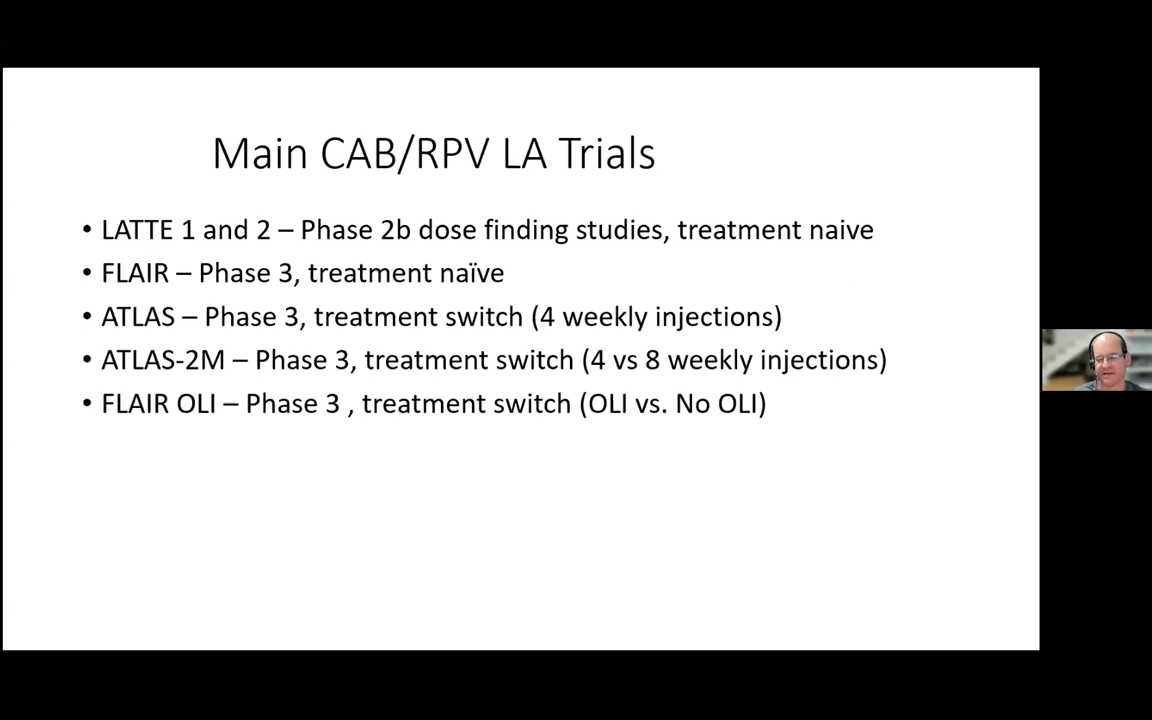 Main CAB/RPV LA Trials
• LATTE 1 and 2 – Phase 2b dose finding studies, treatment naive
• FLAIR – Phase 3, treatment naïve
• ATLAS – Phase 3, treatment switch (4 weekly injections)
• ATLAS-2M – Phase 3, treatment switch (4 vs 8 weekly injections)
• FLAIR OLI – Phase 3 , treatment switch (OLI vs. No OLI)